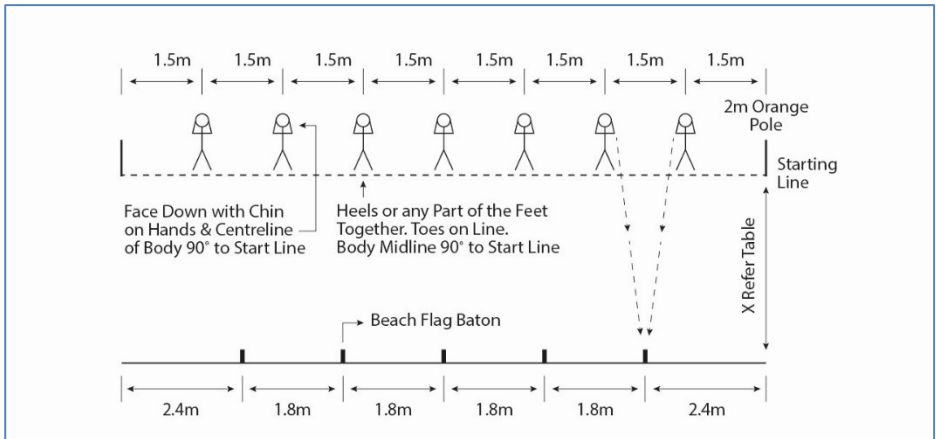 1.5m 1.5m 1.5m 1.5m 1.5m 1.5m 1.5m 1.5m
2m Orange
Pole
Starting
Line
Face Down with Chin
on Hands & Centreline
of Body 90° to Start Line
Heels or any Part of the Feet
Together. Toes on Line.
Body Midline 90° to Start Line
X Refer Table
Beach Flag Baton
2.4m 1.8m 1.8m 1.8m 1.8m 2.4m